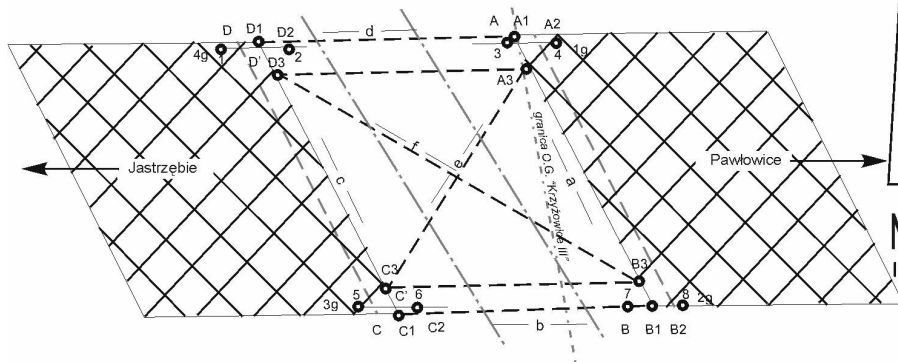 D D1 D2 d A A1 A2
4g 1 2 3 4 1g
D' D3 A3
granica O.G. "Krzyżowice III"
Jastrzębie f e a Pawłowice
c
C3 B3
3g 5 C' 6 7 8 2g
C C1 C2 b B B1 B2